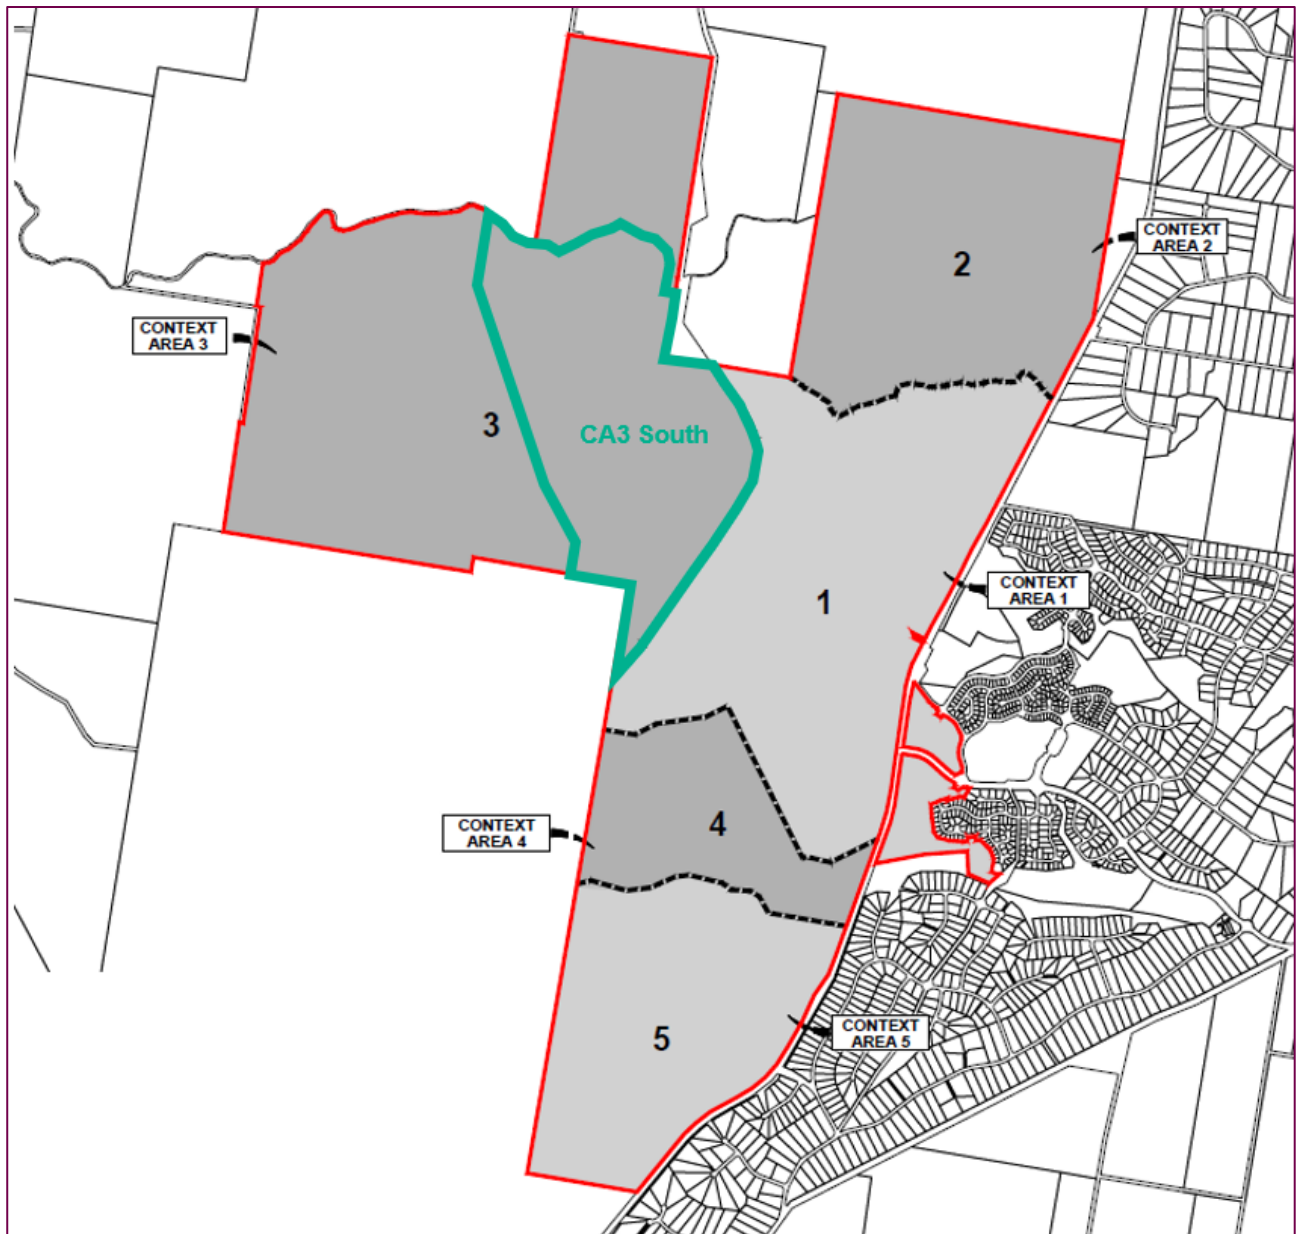 2
CONTEXT
AREA 2
CONTEXT
AREA 3
3
CA3 South
1
CONTEXT
AREA 1
4
CONTEXT
AREA 4
5
CONTEXT
AREA 5